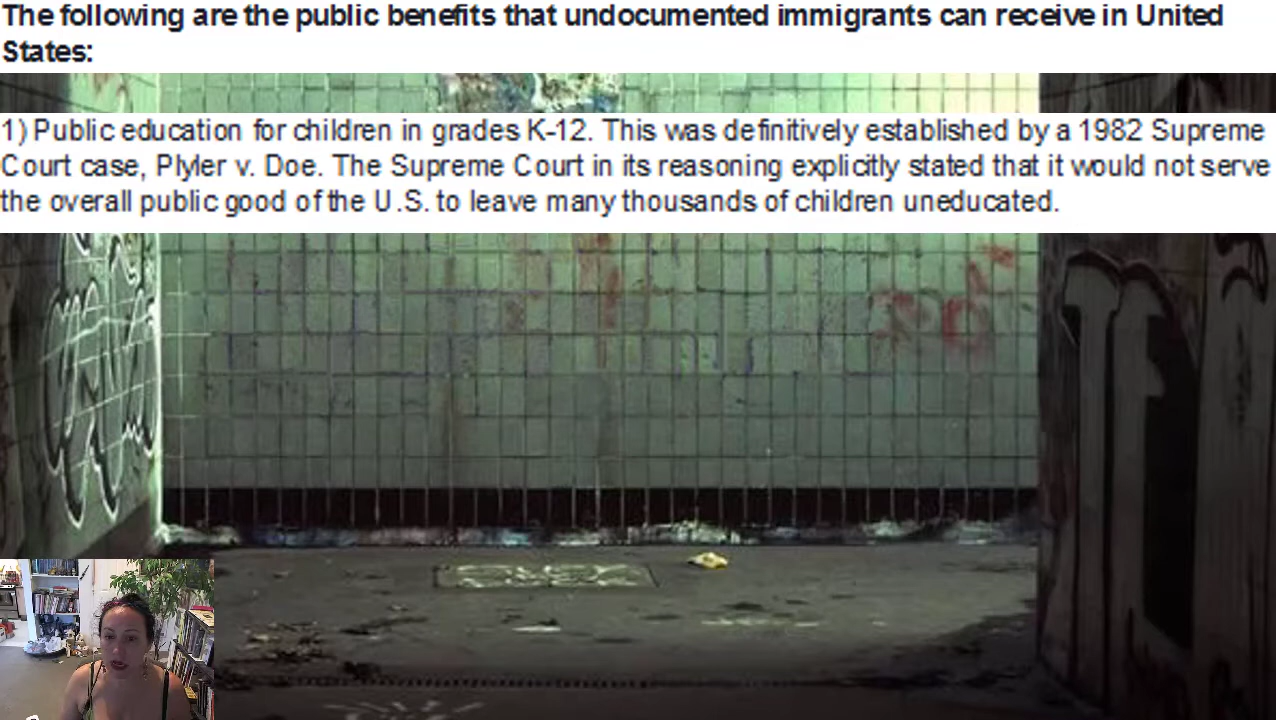 The following are the public benefits that undocumented immigrants can receive in United
States:
1) Public education for children in grades K-12. This was definitively established by a 1982 Supreme
Court case, Plyler v. Doe. The Supreme Court in its reasoning explicitly stated that it would not serve
the overall public good of the U.S. to leave many thousands of children uneducated.